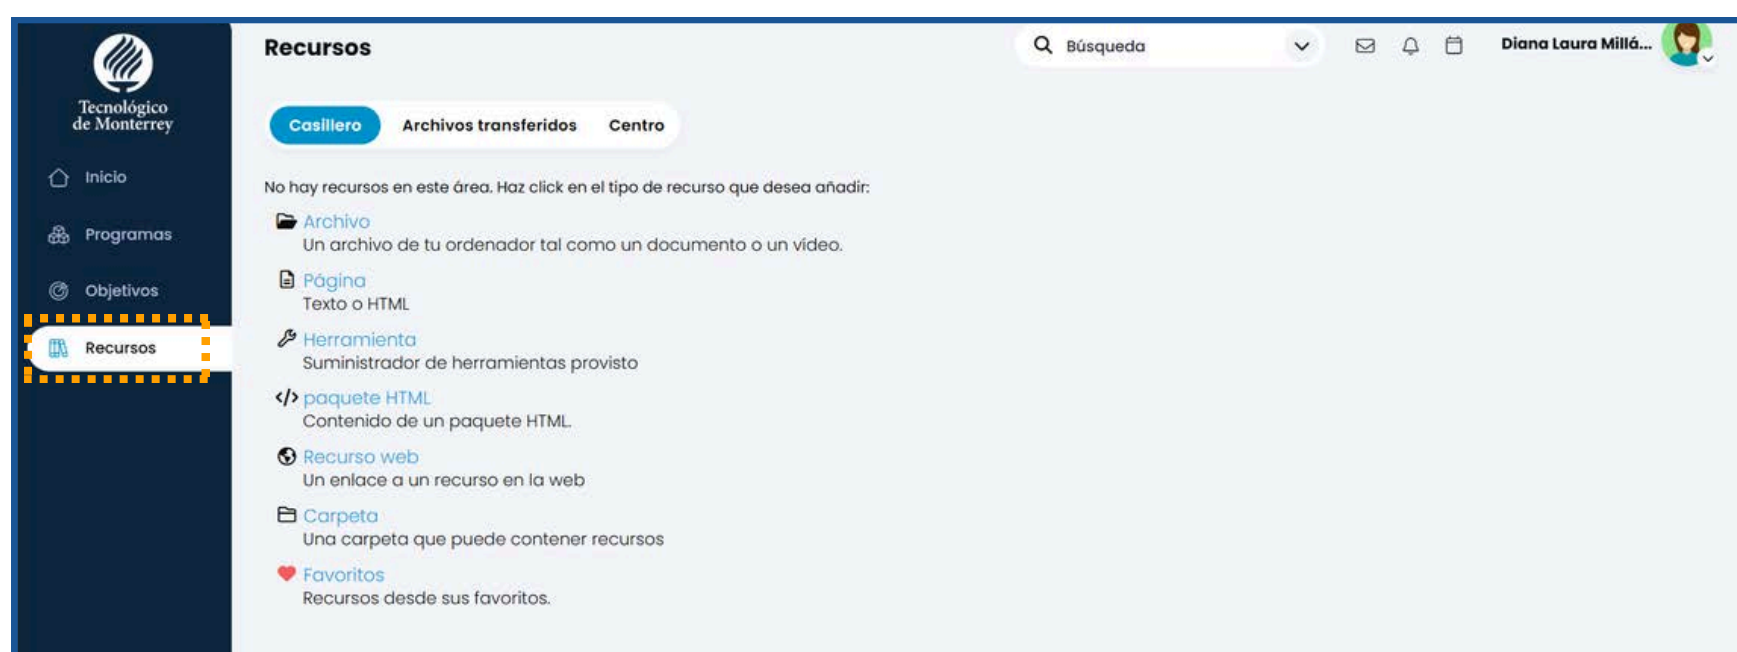 Tecnológico
de Monterrey
Inicio
Programas
Objetivos
Recursos
Recursos
Búsqueda
Diana Laura Millá...
Casillero
Archivos transferidos
Centro
No hay recursos en este área. Haz click en el tipo de recurso que desea añadir:
Archivo
Un archivo de tu ordenador tal como un documento o un vídeo.
Página
Texto o HTML
Herramienta
Suministrador de herramientas provisto
paquete HTML
Contenido de un paquete HTML.
Recurso web
Un enlace a un recurso en la web
Carpeta
Una carpeta que puede contener recursos
Favoritos
Recursos desde sus favoritos.